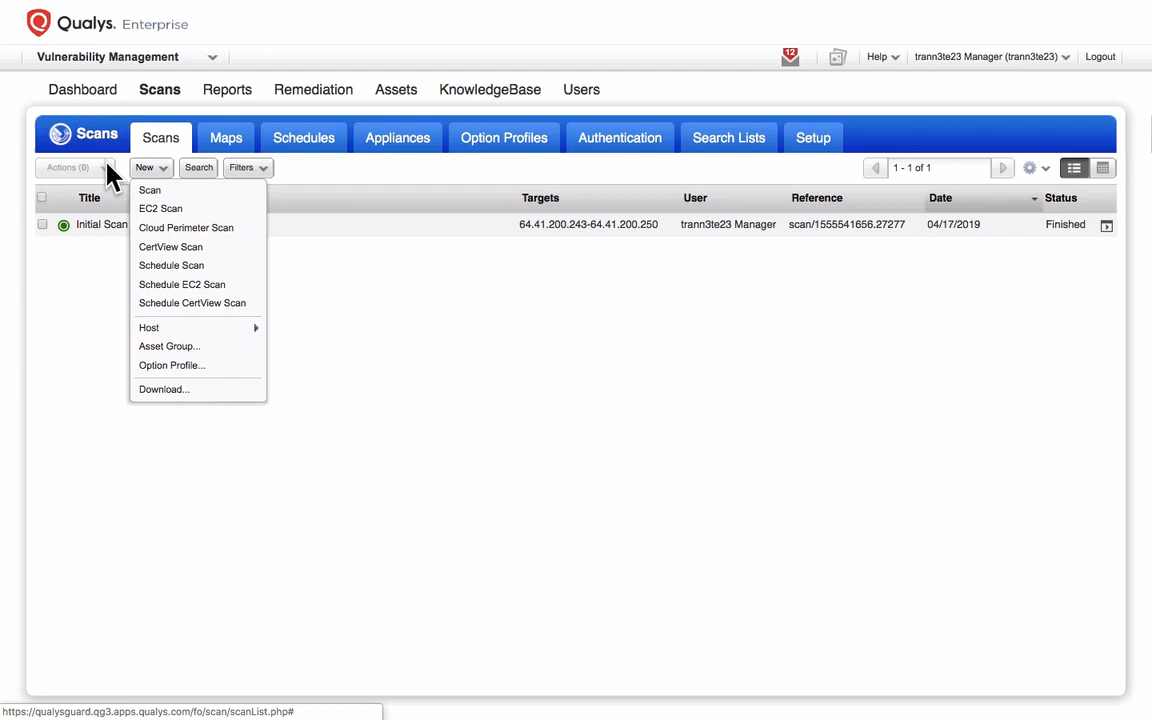 Qualys. Enterprise
Vulnerability Management
12
Help
trann3te23 Manager (trann3te23)
Logout
Dashboard
Scans
Reports
Remediation
Assets
KnowledgeBase
Users
Scans
Scans
Maps
Schedules
Appliances
Option Profiles
Authentication
Search Lists
Setup
Actions (0)
New
Search
Filters
1 - 1 of 1
Title
Targets
User
Reference
Date
Status
Initial Scan
64.41.200.243-64.41.200.250
trann3te23 Manager
scan/1555541656.27277
04/17/2019
Finished
Scan
EC2 Scan
Cloud Perimeter Scan
CertView Scan
Schedule Scan
Schedule EC2 Scan
Schedule CertView Scan
Host
Asset Group...
Option Profile...
Download...
https://qualysguard.qg3.apps.qualys.com/fo/scan/scanList.php#